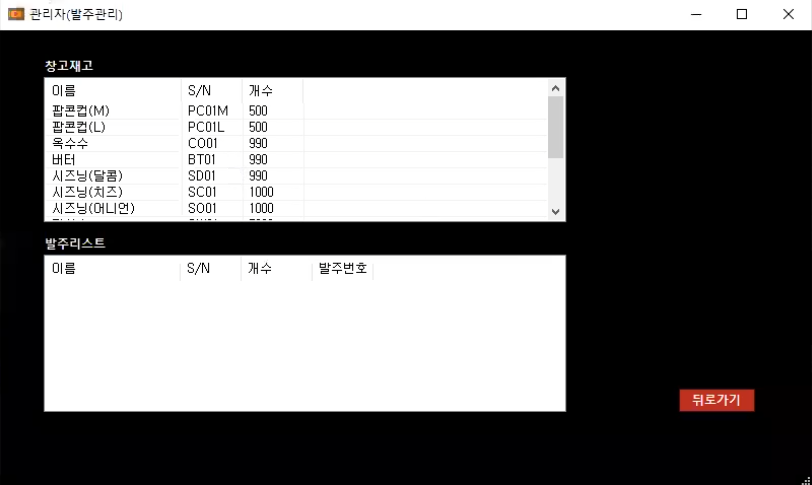 관리자(발주관리)
창고재고
이름 S/N 개수
팝콘컵(M) PC01M 500
팝콘컵(L) PC01L 500
옥수수 CO01 990
버터 BT01 990
시즈닝(달콤) SD01 990
시즈닝(치즈) SC01 1000
시즈닝(어니언) SO01 1000
발주리스트
이름 S/N 개수 발주번호
뒤로가기